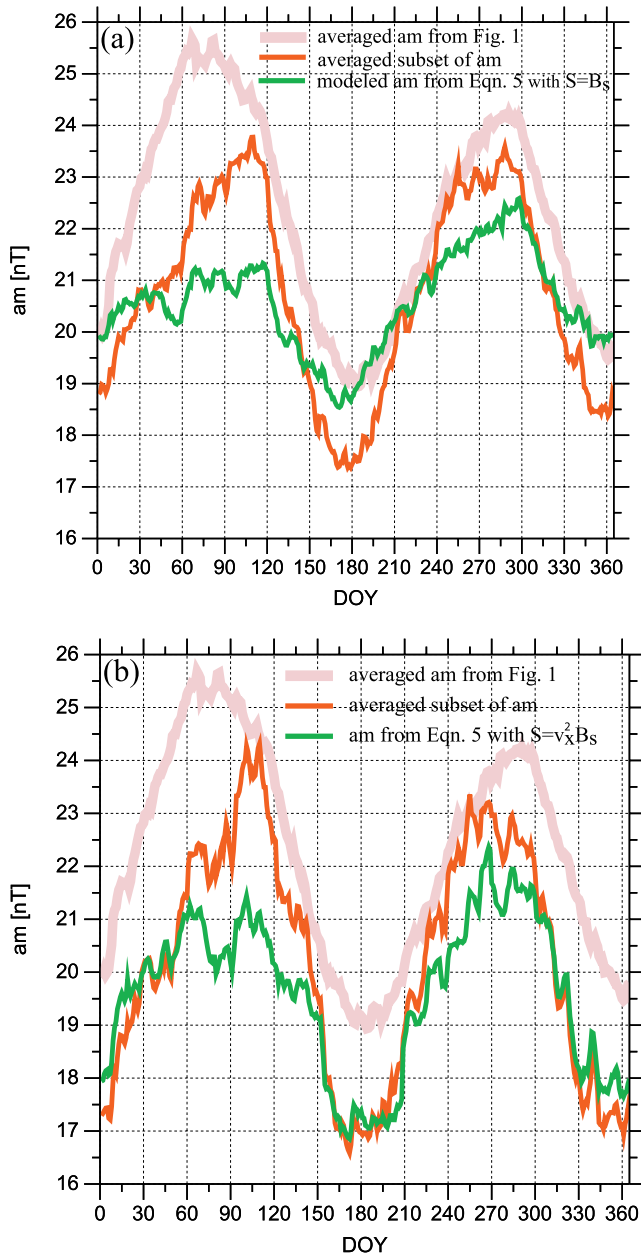 (a)
averaged am from Fig. 1
averaged subset of am
modeled am from Eqn. 5 with S=Bs
26
25
24
23
22
21
20
19
18
17
16
am [nT]
0 30 60 90 120 150 180 210 240 270 300 330 360
DOY
(b)
averaged am from Fig. 1
averaged subset of am
am from Eqn. 5 with S=v²ₓBs
26
25
24
23
22
21
20
19
18
17
16
am [nT]
0 30 60 90 120 150 180 210 240 270 300 330 360
DOY